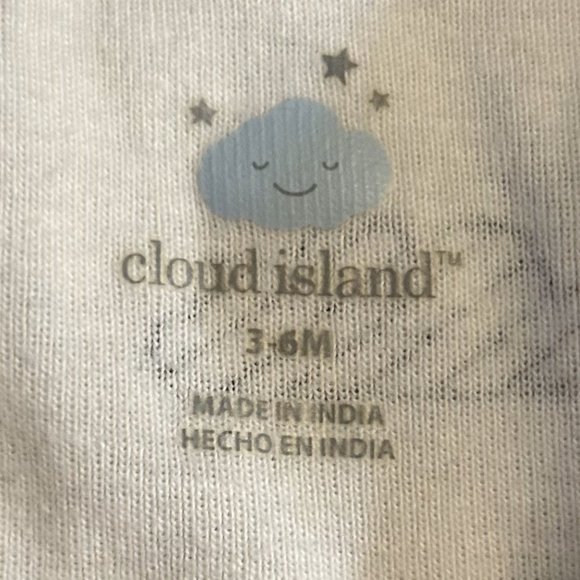 cloud island™
3-6M
MADE IN INDIA
HECHO EN INDIA